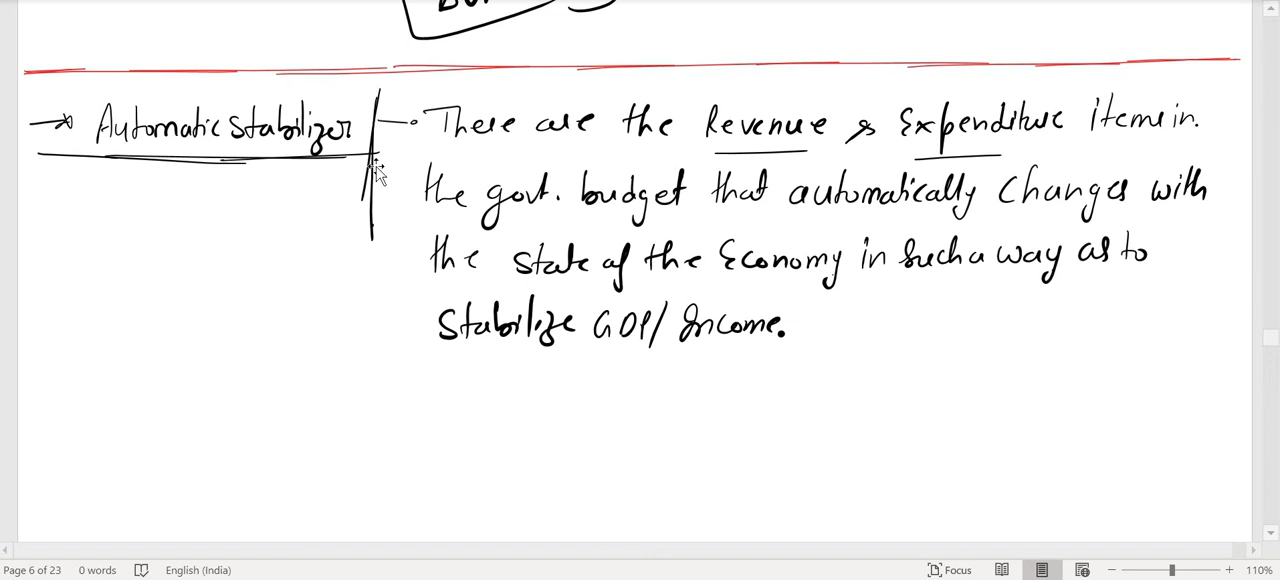 → Automatic stabilizer —• There are the Revenue & Expenditure items in.
the govt. budget that automatically changes with
the state of the Economy in such a way as to
Stabilize GDP/ Income.
Page 6 of 23 0 words English (India) Focus 110%